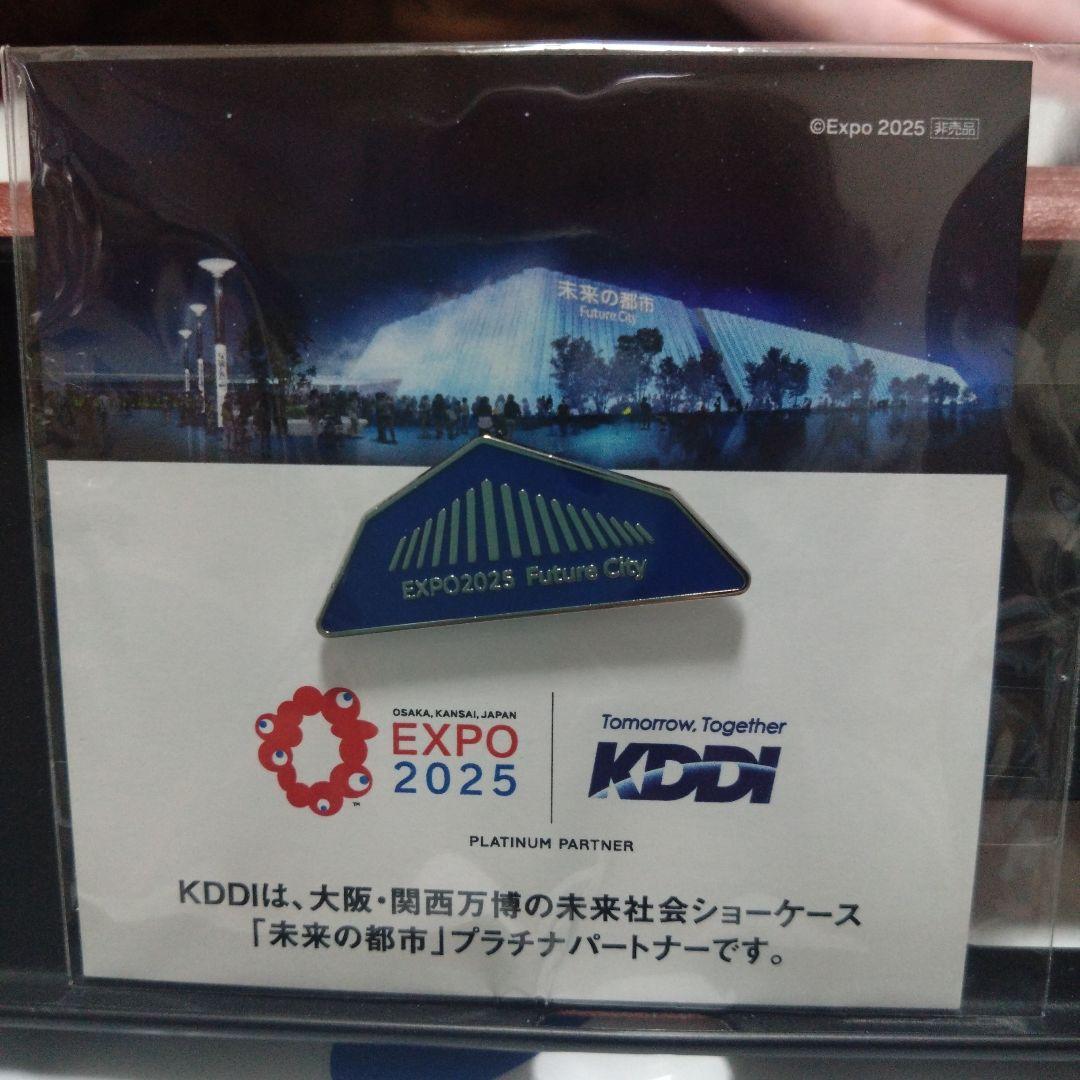 ©Expo 2025 非売品
未来の都市
Future City
EXPO2025 Future City
OSAKA, KANSAI, JAPAN
EXPO
2025
™
Tomorrow, Together
KDDI
PLATINUM PARTNER
KDDIは、大阪・関西万博の未来社会ショーケース
「未来の都市」プラチナパートナーです。